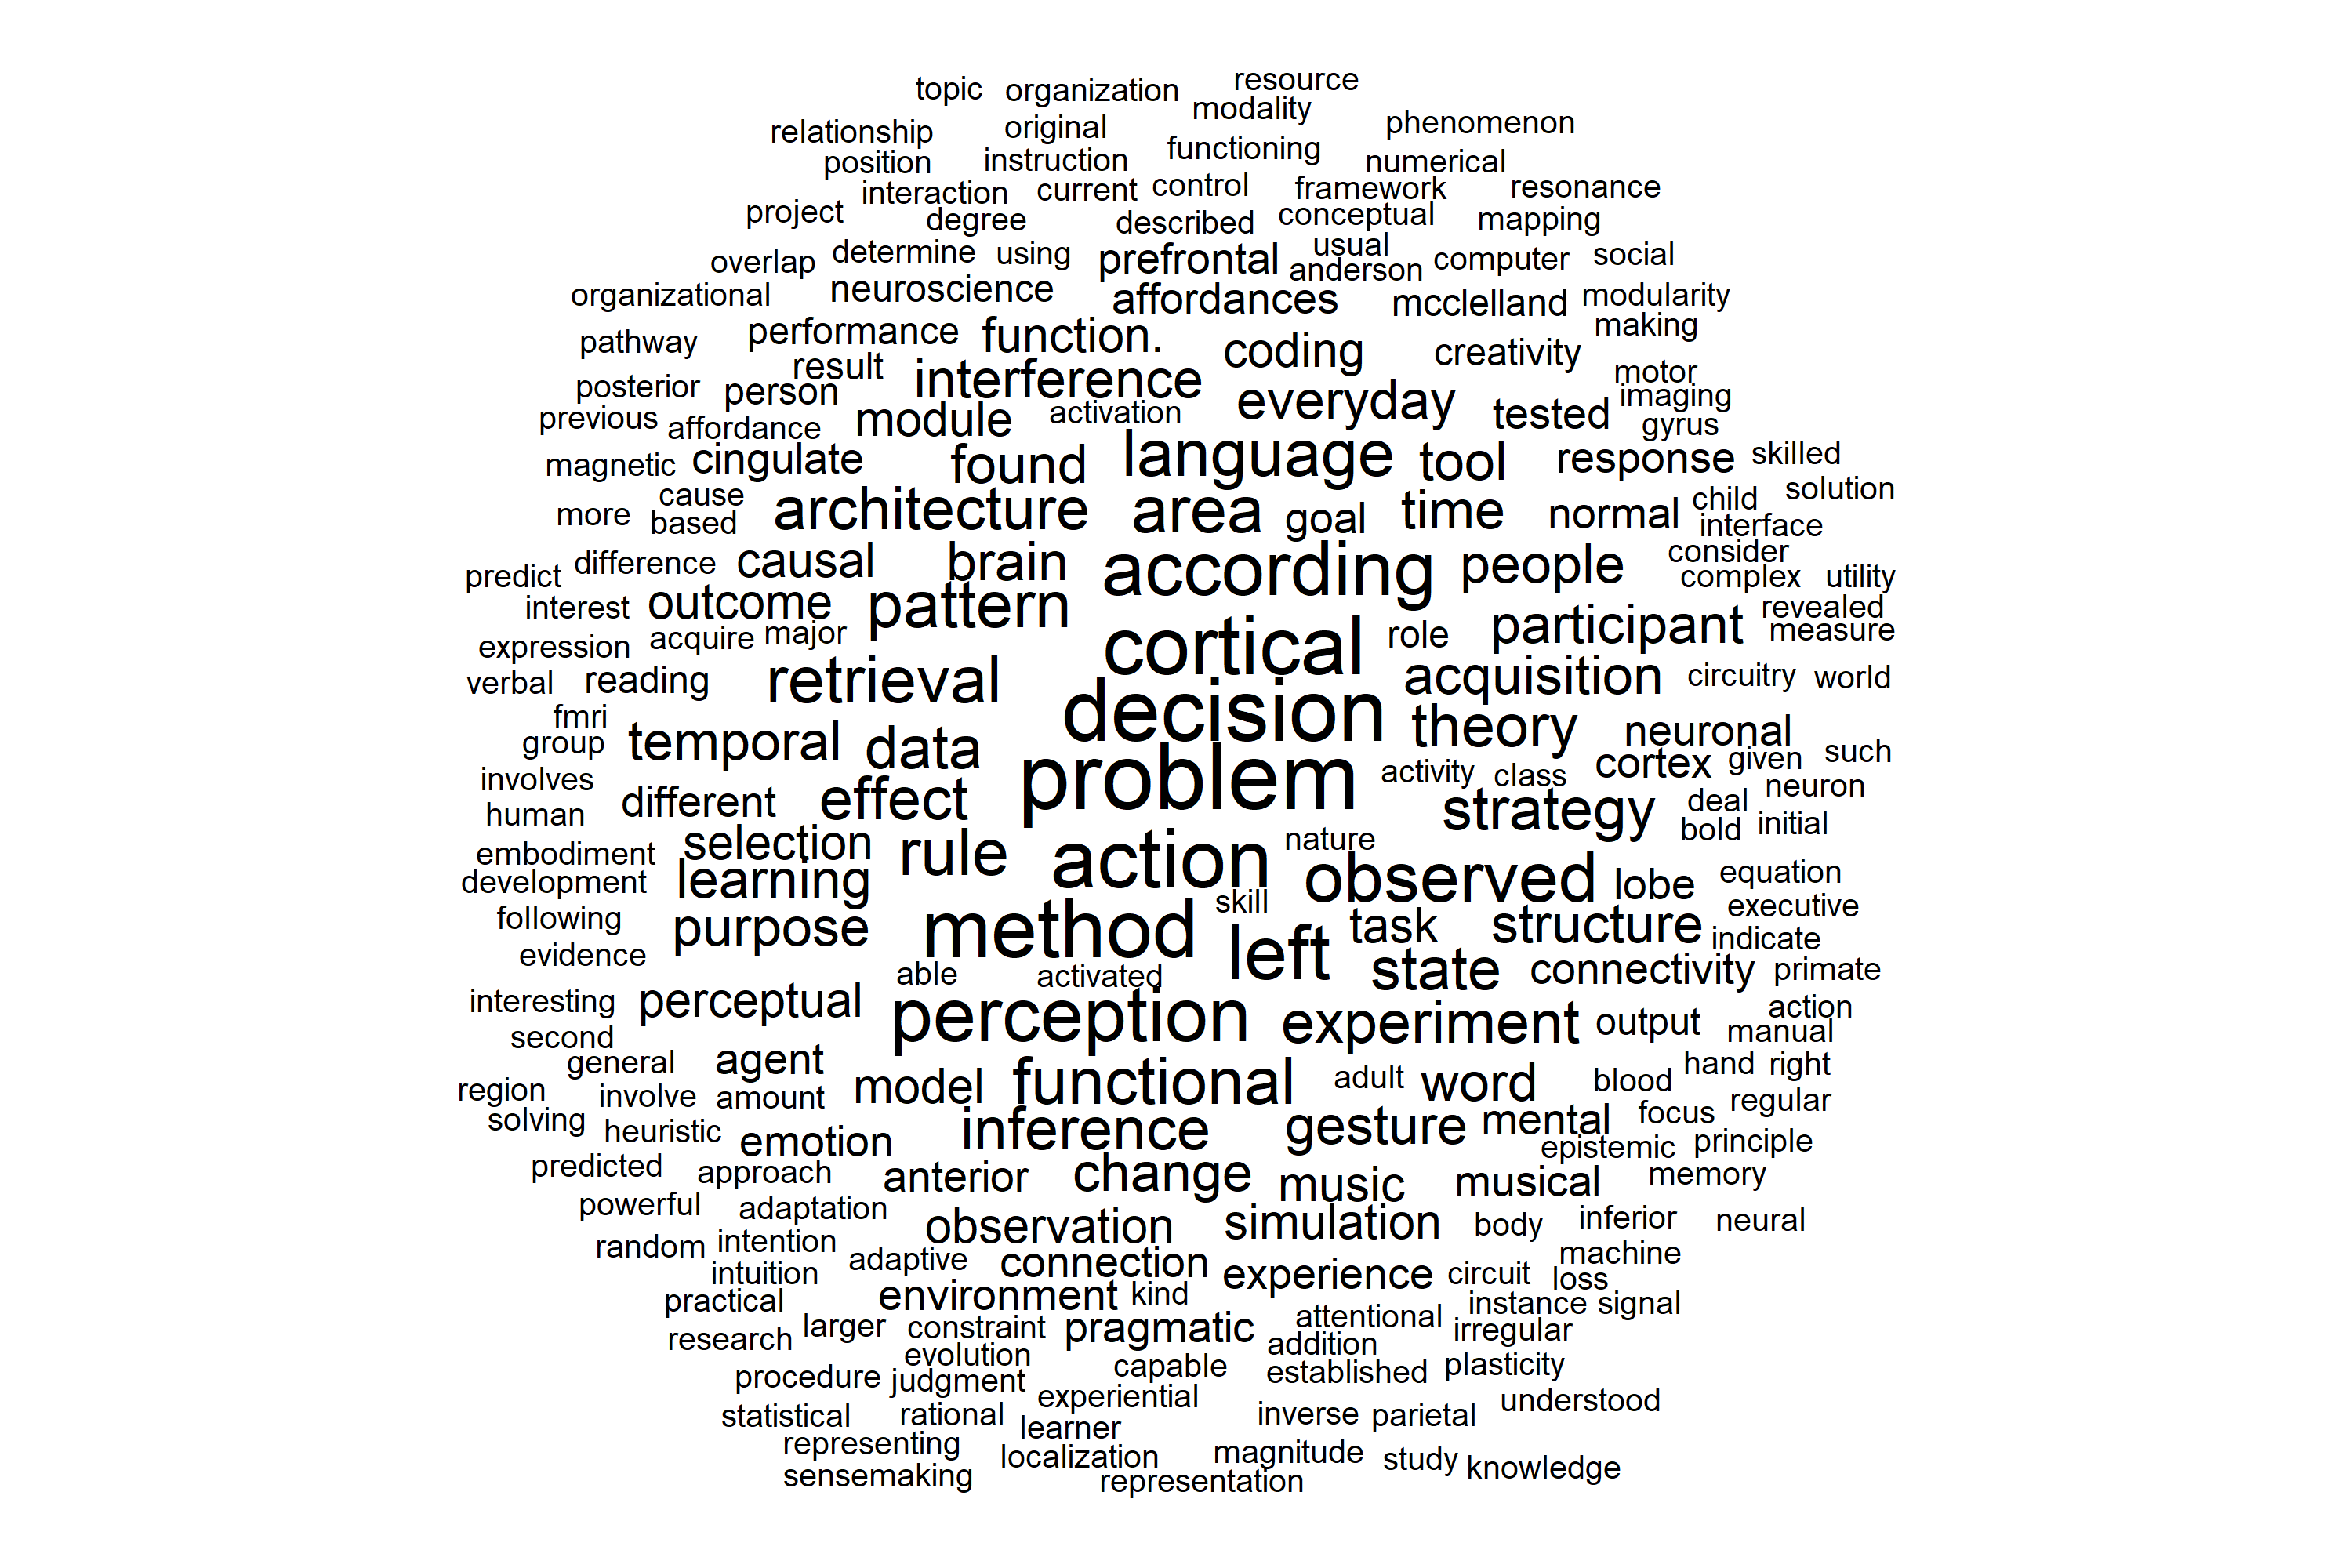 topic organization resource
modality
relationship original phenomenon
position instruction functioning numerical
interaction current control framework resonance
project degree described conceptual mapping
overlap determine using prefrontal usual anderson computer social
organizational neuroscience affordances mcclelland modularity
pathway performance function. coding creativity making
posterior person result interference everyday motor imaging
previous affordance module activation tested gyrus
magnetic cingulate found language tool response skilled
more cause based architecture area goal time normal child solution interface
predict difference causal brain according people consider complex utility
interest outcome pattern participant revealed measure
expression acquire major cortical role
verbal reading retrieval acquisition circuitry world
fmri decision theory neuronal
group temporal data cortex given such
involves problem activity class neuron
human different effect strategy deal bold initial
embodiment selection rule action nature observed lobe equation
development learning skill executive
following purpose method left task structure indicate
evidence able activated state connectivity primate
interesting perceptual perception experiment output action manual
second
general agent hand right
region involve amount model functional adult word blood regular
solving heuristic emotion inference gesture mental focus epistemic principle
predicted approach anterior change music musical memory
powerful adaptation observation simulation body inferior neural
random intention adaptive connection experience circuit machine loss
intuition
practical environment kind instance signal
research larger constraint pragmatic attentional addition irregular
evolution
procedure judgment capable established plasticity
experiential
statistical rational learner inverse parietal understood
representing localization magnitude study knowledge
sensemaking representation